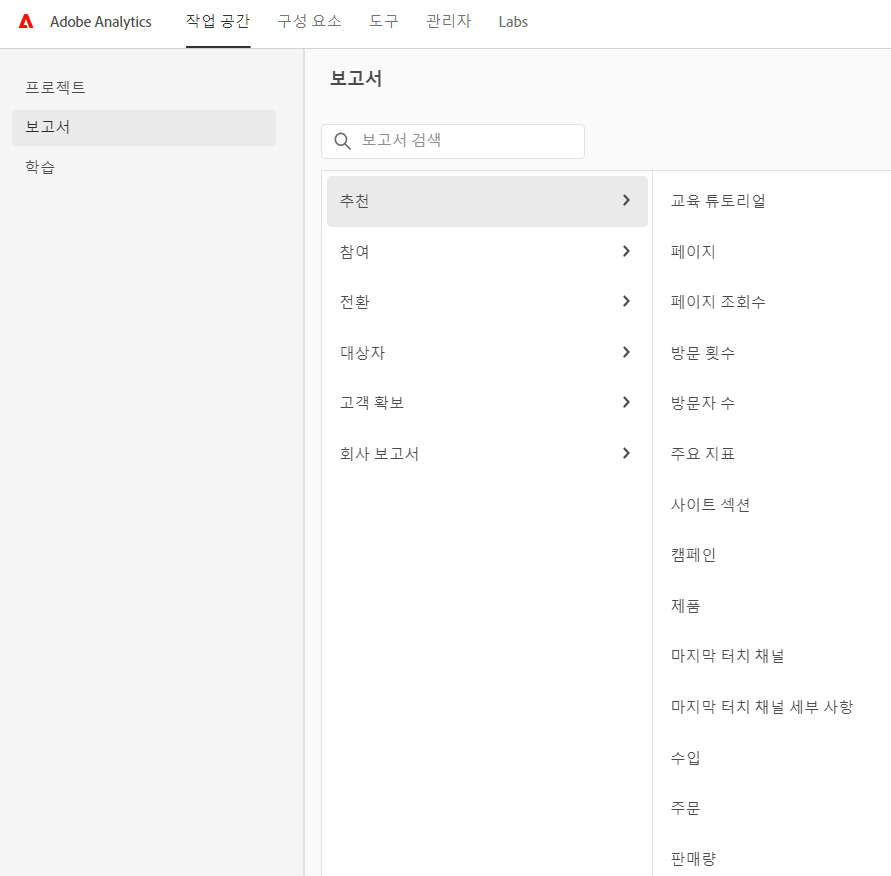 Adobe Analytics 작업 공간 구성 요소 도구 관리자 Labs
프로젝트
보고서
학습
보고서
보고서 검색
추천
참여
전환
대상자
고객 확보
회사 보고서
교육 튜토리얼
페이지
페이지 조회수
방문 횟수
방문자 수
주요 지표
사이트 섹션
캠페인
제품
마지막 터치 채널
마지막 터치 채널 세부 사항
수입
주문
판매량